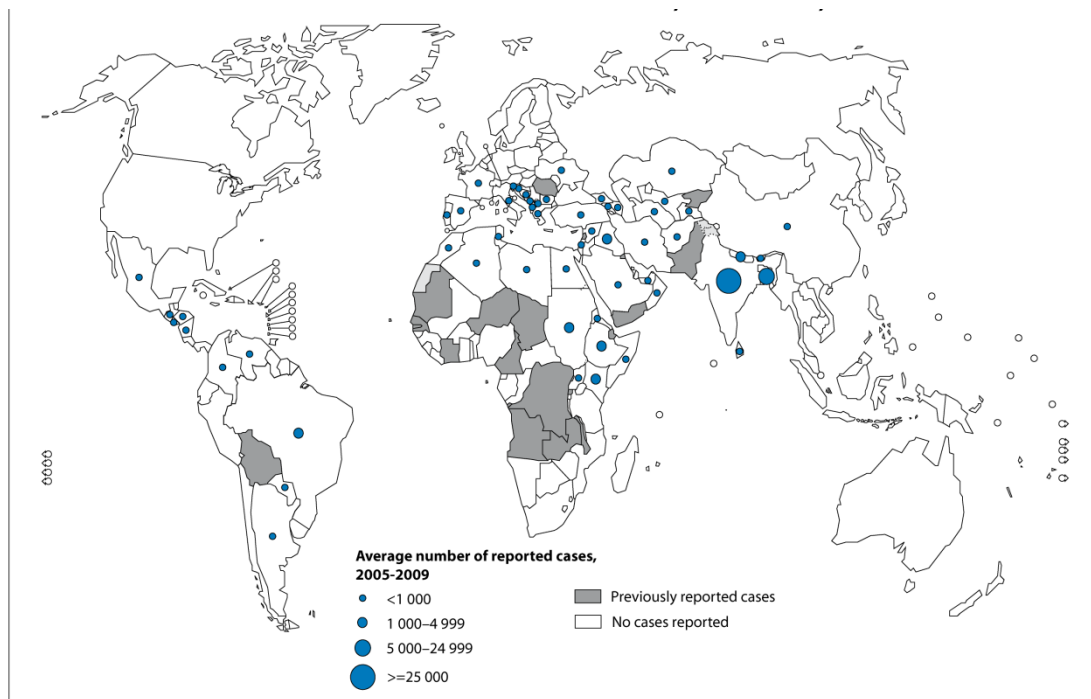 Average number of reported cases,
2005-2009
<1 000
1 000–4 999
5 000–24 999
>=25 000
Previously reported cases
No cases reported